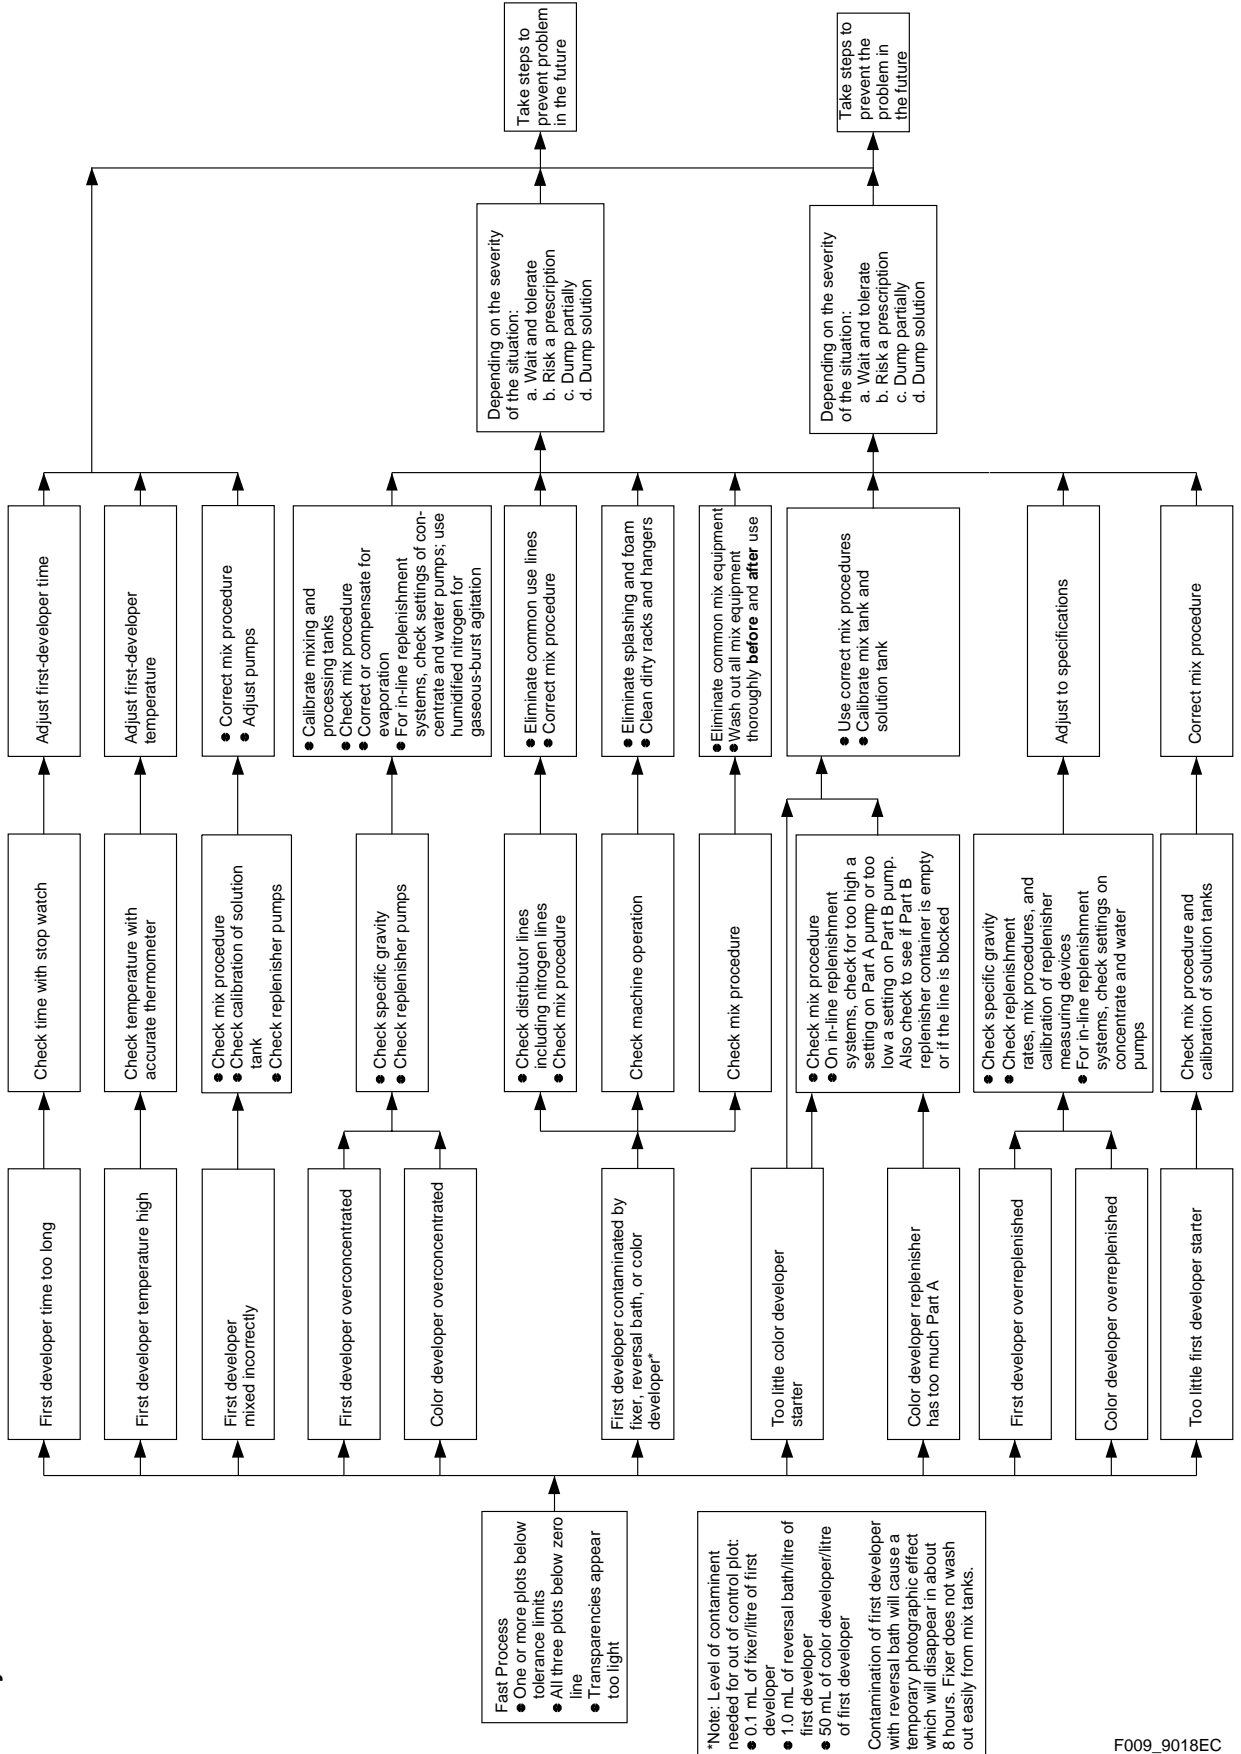 Fast Process
● One or more plots below
tolerance limits
● All three plots below zero
line
● Transparencies appear
too light
*Note: Level of contaminent
needed for out of control plot:
● 0.1 mL of fixer/litre of first
developer
● 1.0 mL of reversal bath/litre of
first developer
● 50 mL of color developer/litre
of first developer
Contamination of first developer
with reversal bath will cause a
temporary photographic effect
which will disappear in about
8 hours. Fixer does not wash
out easily from mix tanks.
First developer time too long
First developer temperature high
First developer
mixed incorrectly
First developer overconcentrated
Color developer overconcentrated
First developer contaminated by
fixer, reversal bath, or color
developer*
Too little color developer
starter
Color developer replenisher
has too much Part A
First developer overreplenished
Color developer overreplenished
Too little first developer starter
Check time with stop watch
Check temperature with
accurate thermometer
● Check mix procedure
● Check calibration of solution
tank
● Check replenisher pumps
● Check specific gravity
● Check replenisher pumps
● Check distributor lines
including nitrogen lines
● Check mix procedure
Check machine operation
Check mix procedure
● Check mix procedure
● On in-line replenishment
systems, check for too high a
setting on Part A pump or too
low a setting on Part B pump.
Also check to see if Part B
replenisher container is empty
or if the line is blocked
● Check specific gravity
● Check replenishment
rates, mix procedures, and
calibration of replenisher
measuring devices
● For in-line replenishment
systems, check settings on
concentrate and water
pumps
Check mix procedure and
calibration of solution tanks
Adjust first-developer time
Adjust first-developer
temperature
● Correct mix procedure
● Adjust pumps
● Calibrate mixing and
processing tanks
● Check mix procedure
● Correct or compensate for
evaporation
● For in-line replenishment
systems, check settings of con-
centrate and water pumps; use
humidified nitrogen for
gaseous-burst agitation
● Eliminate common use lines
● Correct mix procedure
● Eliminate splashing and foam
● Clean dirty racks and hangers
● Eliminate common mix equipment
● Wash out all mix equipment
thoroughly before and after use
● Use correct mix procedures
● Calibrate mix tank and
solution tank
Adjust to specifications
Correct mix procedure
Depending on the severity
of the situation:
a. Wait and tolerate
b. Risk a prescription
c. Dump partially
d. Dump solution
Depending on the severity
of the situation:
a. Wait and tolerate
b. Risk a prescription
c. Dump partially
d. Dump solution
Take steps to
prevent problem
in the future
Take steps to
prevent the
problem in
the future
F009_9018EC